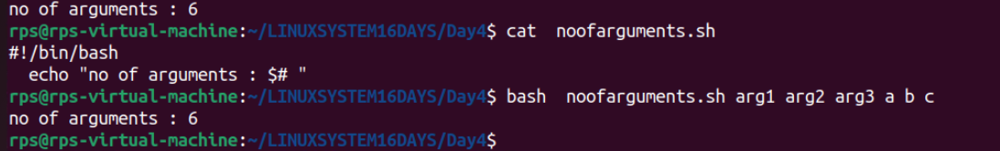 no of arguments : 6
rps@rps-virtual-machine:~/LINUXSYSTEM16DAYS/Day4$ cat  noofarguments.sh
#!/bin/bash
  echo "no of arguments : $# "
rps@rps-virtual-machine:~/LINUXSYSTEM16DAYS/Day4$ bash  noofarguments.sh arg1 arg2 arg3 a b c
no of arguments : 6
rps@rps-virtual-machine:~/LINUXSYSTEM16DAYS/Day4$